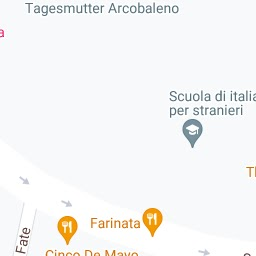 Tagesmutter Arcobaleno
a
Scuola di italia
per stranieri
Farinata
Cinco De Mayo
Fate